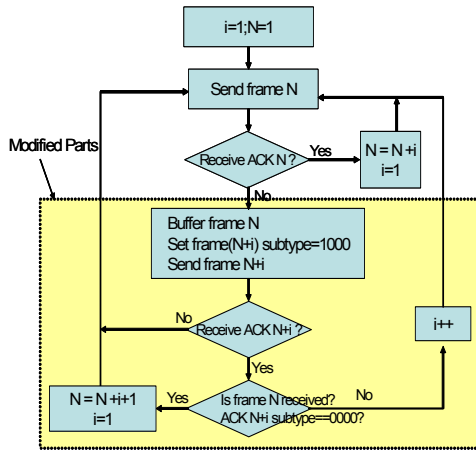 i=1;N=1
Send frame N
Modified Parts
Receive ACK N ?
Yes
N = N+i
i=1
No
Buffer frame N
Set frame(N+i) subtype=1000
Send frame N+i
No
Receive ACK N+i ?
i++
Yes
N = N+i+1
i=1
Yes
Is frame N received?
ACK N+i subtype==0000?
No